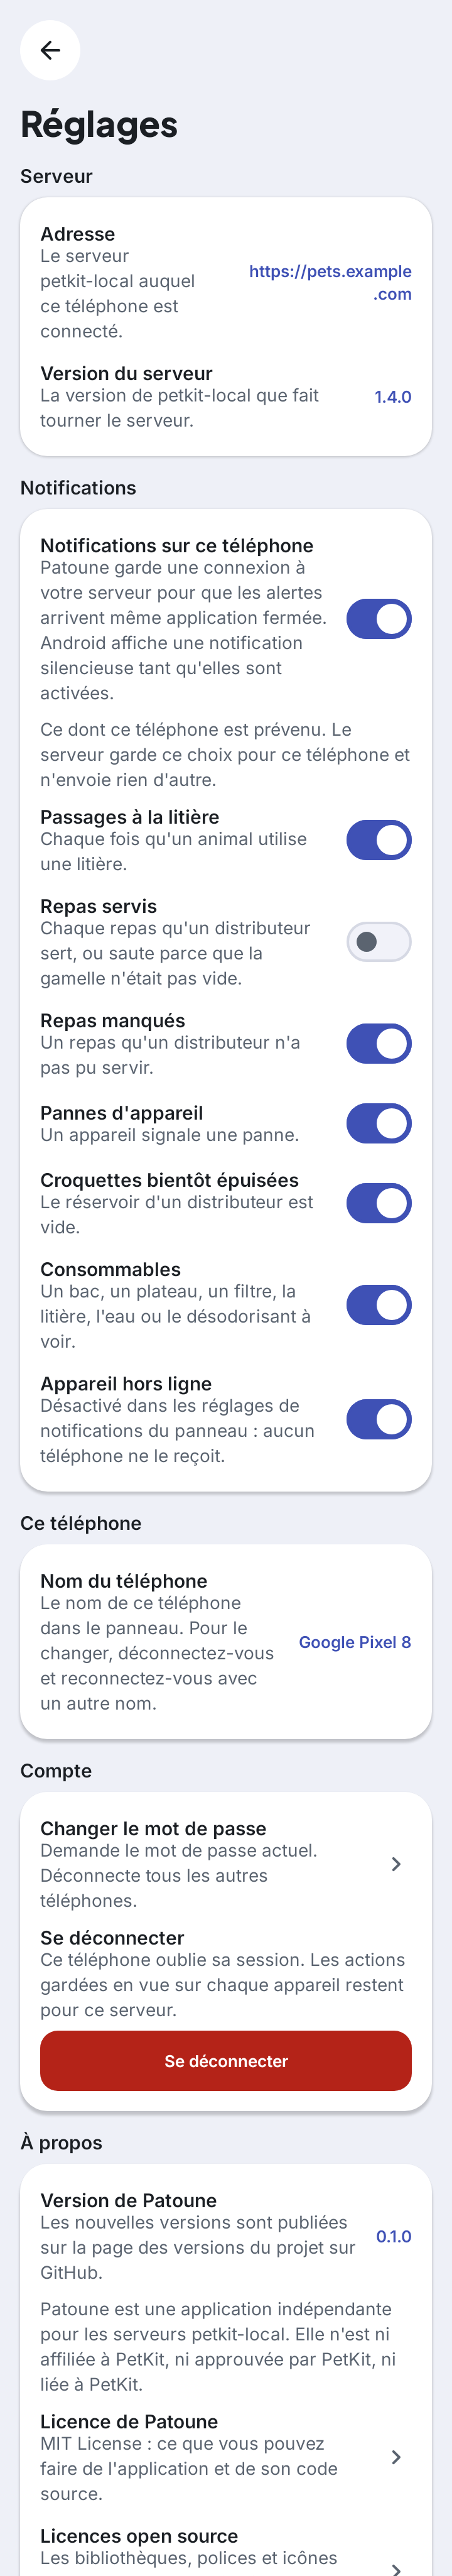 Réglages
Serveur
Adresse
Le serveur
petkit-local auquel
ce téléphone est
connecté.
https://pets.example
.com
Version du serveur
La version de petkit-local que fait
tourner le serveur.
1.4.0
Notifications
Notifications sur ce téléphone
Patoune garde une connexion à
votre serveur pour que les alertes
arrivent même application fermée.
Android affiche une notification
silencieuse tant qu'elles sont
activées.
Ce dont ce téléphone est prévenu. Le
serveur garde ce choix pour ce téléphone et
n'envoie rien d'autre.
Passages à la litière
Chaque fois qu'un animal utilise
une litière.
Repas servis
Chaque repas qu'un distributeur
sert, ou saute parce que la
gamelle n'était pas vide.
Repas manqués
Un repas qu'un distributeur n'a
pas pu servir.
Pannes d'appareil
Un appareil signale une panne.
Croquettes bientôt épuisées
Le réservoir d'un distributeur est
vide.
Consommables
Un bac, un plateau, un filtre, la
litière, l'eau ou le désodorisant à
voir.
Appareil hors ligne
Désactivé dans les réglages de
notifications du panneau : aucun
téléphone ne le reçoit.
Ce téléphone
Nom du téléphone
Le nom de ce téléphone
dans le panneau. Pour le
changer, déconnectez-vous
et reconnectez-vous avec
un autre nom.
Google Pixel 8
Compte
Changer le mot de passe
Demande le mot de passe actuel.
Déconnecte tous les autres
téléphones.
Se déconnecter
Ce téléphone oublie sa session. Les actions
gardées en vue sur chaque appareil restent
pour ce serveur.
Se déconnecter
À propos
Version de Patoune
Les nouvelles versions sont publiées
sur la page des versions du projet sur
GitHub.
0.1.0
Patoune est une application indépendante
pour les serveurs petkit-local. Elle n'est ni
affiliée à PetKit, ni approuvée par PetKit, ni
liée à PetKit.
Licence de Patoune
MIT License : ce que vous pouvez
faire de l'application et de son code
source.
Licences open source
Les bibliothèques, polices et icônes